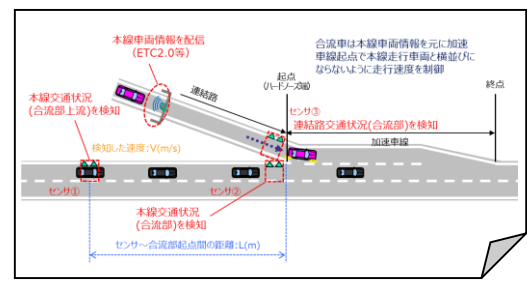 本線車両情報を配信
(ETC2.0等)
合流車は本線車両情報を元に加速
車線起点で本線走行車両と横並びに
ならないように走行速度を制御
起点
(ハードノーズ端)
終点
連結路
本線交通状況
(合流部上流)を検知
センサ③
連結路交通状況(合流部)を検知
加速車線
検知した速度:V(m/s)
センサ①
センサ②
本線交通状況
(合流部)を検知
センサ～合流部起点間の距離:L(m)